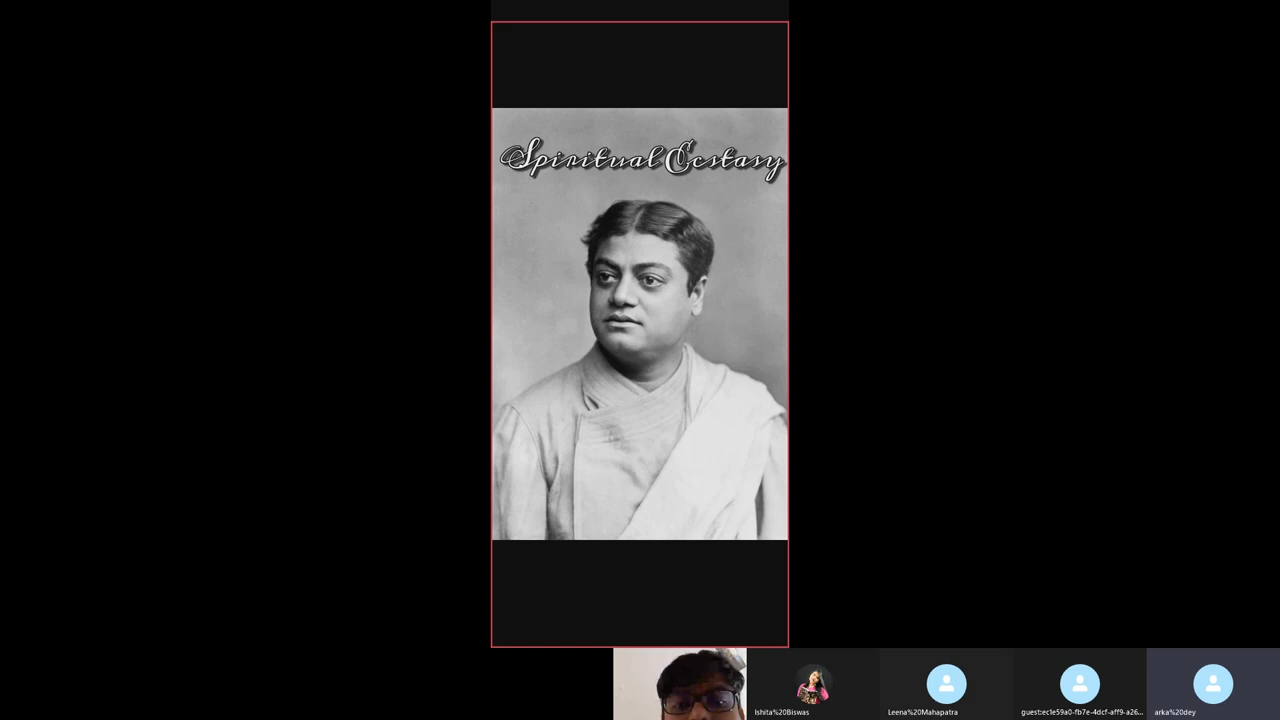 Spiritual Ecstasy
Ishita%20Biswas
Leena%20Mahapatra
guest:ec1e59a0-fb7e-4dcf-aff9-a26...
arka%20dey